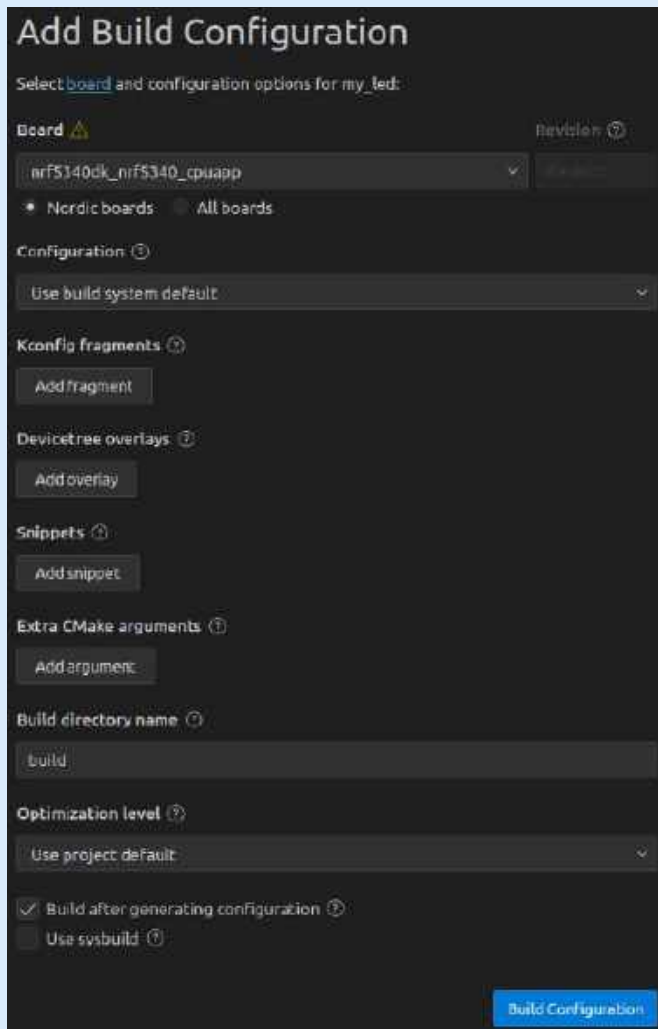 Add Build Configuration
Select board and configuration options for my_led:
Board
Revision
nrf5340dk_nrf5340_cpuapp
Nordic boards
All boards
Configuration
Use build system default
Kconfig fragments
Add fragment
Devicetree overlays
Add overlay
Snippets
Add snippet
Extra CMake arguments
Add argument
Build directory name
build
Optimization level
Use project default
Build after generating configuration
Use sysbuild
Build Configuration